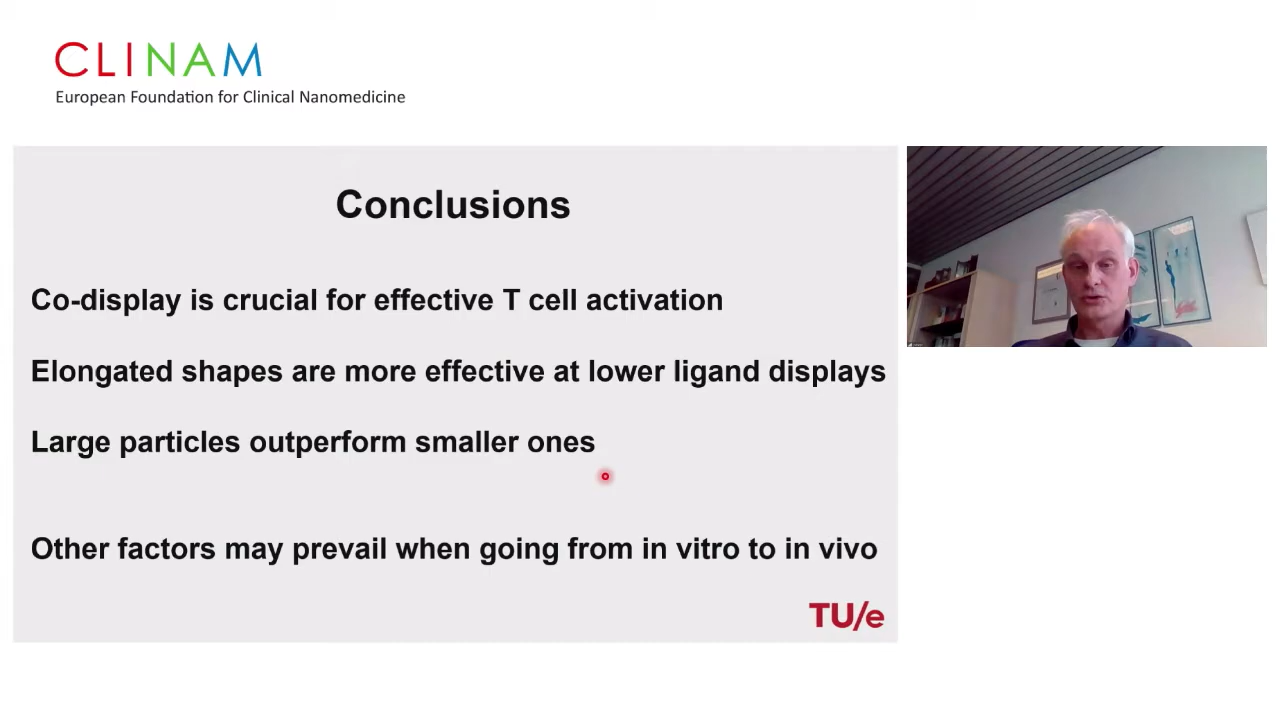 CLINAM
European Foundation for Clinical Nanomedicine
Conclusions
Co-display is crucial for effective T cell activation
Elongated shapes are more effective at lower ligand displays
Large particles outperform smaller ones
Other factors may prevail when going from in vitro to in vivo
TU/e